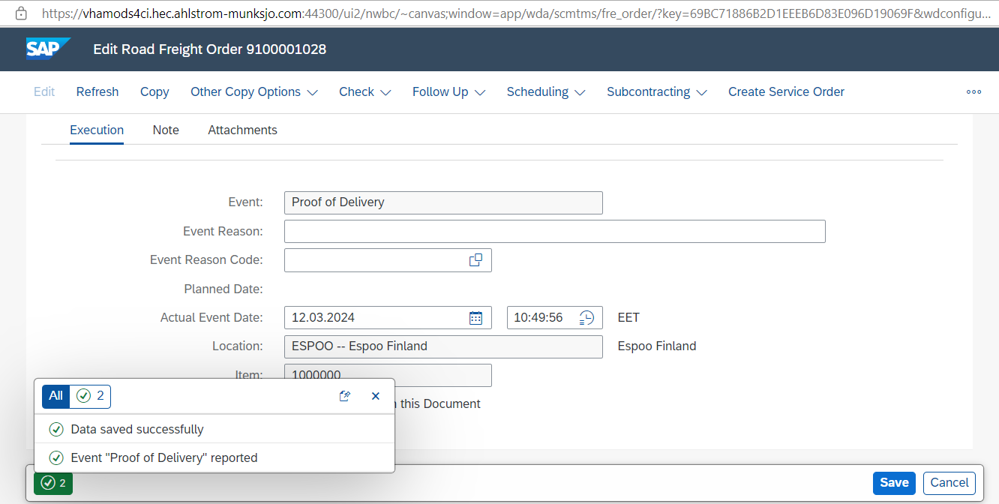 https://vhamods4ci.hec.ahlstrom-munksjo.com:44300/ui2/nwbc/~canvas;window=app/wda/scmtms/fre_order/?key=69BC71886B2D1EEEB6D83E096D19069F&wdconfigu...
SAP Edit Road Freight Order 9100001028
Edit Refresh Copy Other Copy Options Check Follow Up Scheduling Subcontracting Create Service Order
Execution Note Attachments
Event: Proof of Delivery
Event Reason:
Event Reason Code:
Planned Date:
Actual Event Date: 12.03.2024 10:49:56 EET
Location: ESPOO -- Espoo Finland Espoo Finland
Item: 1000000
this Document
All 2
Data saved successfully
Event "Proof of Delivery" reported
2 Save Cancel